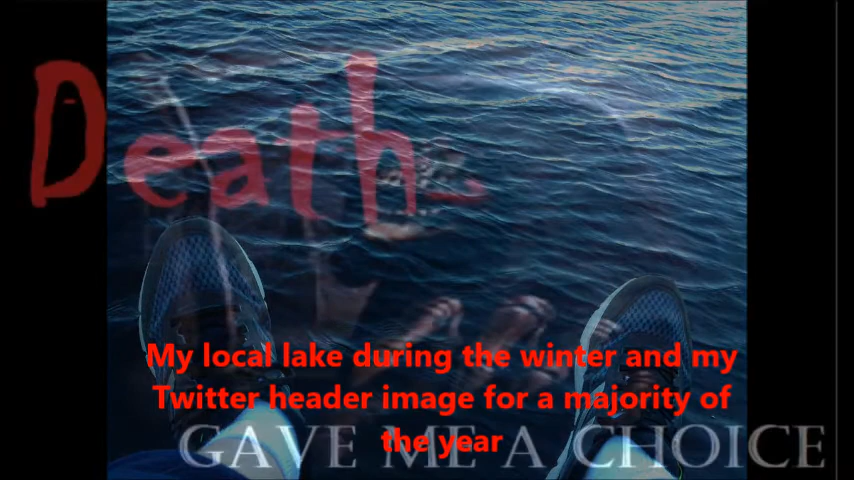 Death
My local lake during the winter and my
Twitter header image for a majority of
the year
GAVE ME A CHOICE